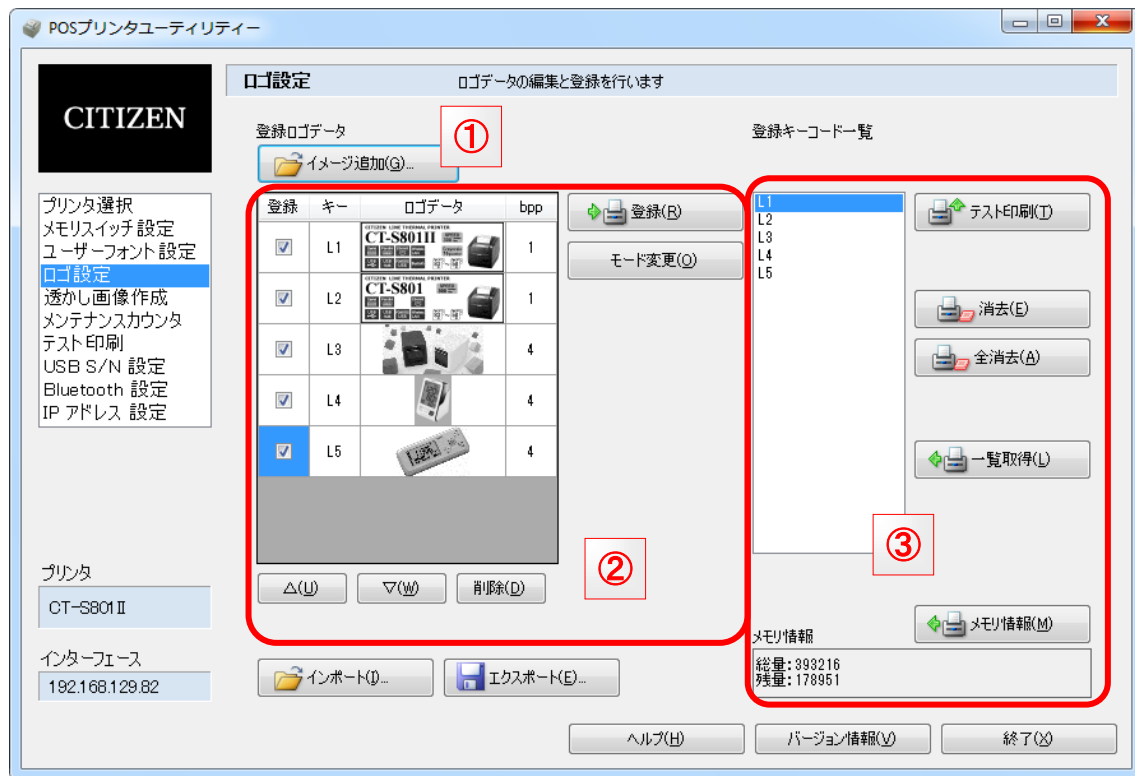 POSプリンタユーティリティー
CITIZEN
ロゴ設定
ロゴデータの編集と登録を行います
プリンタ選択
メモリスイッチ設定
ユーザーフォント設定
ロゴ設定
透かし画像作成
メンテナンスカウンタ
テスト印刷
USB S/N 設定
Bluetooth 設定
IP アドレス 設定
プリンタ
CT-S801Ⅱ
インターフェース
192.168.129.82
登録ロゴデータ
①
イメージ追加(G)...
登録 キー ロゴデータ bpp
L1 CITIZEN LINE THERMAL PRINTER CT-S801II 1
L2 CITIZEN LINE THERMAL PRINTER CT-S801 1
L3 4
L4 4
L5 4
登録(R)
モード変更(O)
②
△(U) ▽(W) 削除(D)
インポート(I)... エクスポート(E)...
登録キーコード一覧
L1
L2
L3
L4
L5
テスト印刷(T)
消去(E)
全消去(A)
一覧取得(L)
③
メモリ情報(M)
メモリ情報
総量:393216
残量:178951
ヘルプ(H) バージョン情報(V) 終了(X)